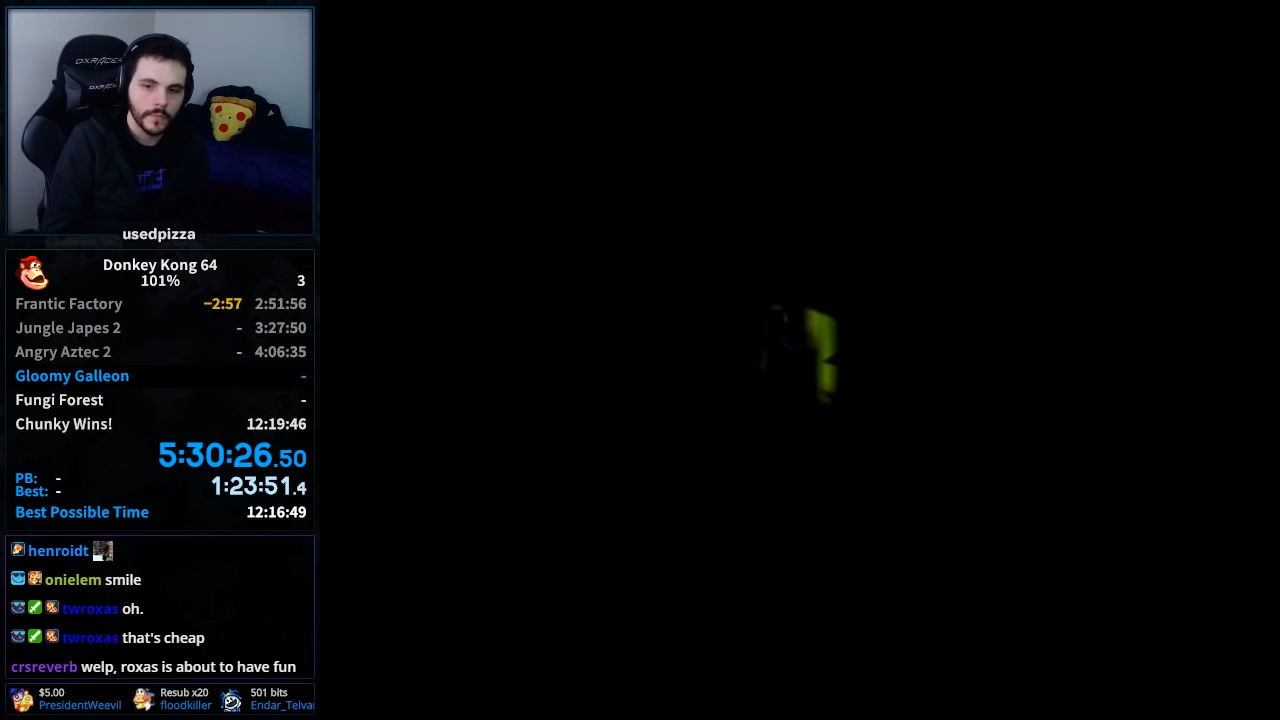 DXRACER
usedpizza
Donkey Kong 64
101% 3
Frantic Factory −2:57 2:51:56
Jungle Japes 2 - 3:27:50
Angry Aztec 2 - 4:06:35
Gloomy Galleon -
Fungi Forest -
Chunky Wins! 12:19:46
5:30:26.50
PB: -
Best: - 1:23:51.4
Best Possible Time 12:16:49
henroidt
onielem smile
twroxas oh.
twroxas that's cheap
crsreverb welp, roxas is about to have fun
$5.00 Resub x20 501 bits
PresidentWeevil floodkiller Endar_Telva